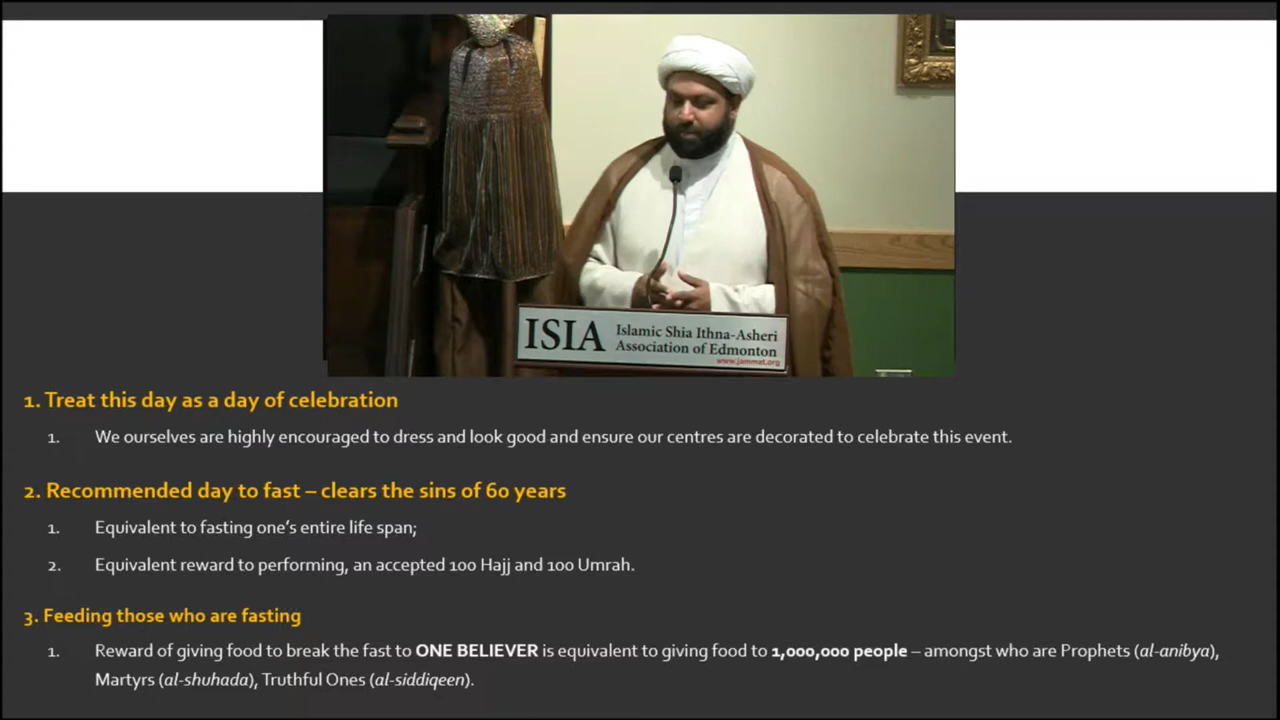 ISIA Islamic Shia Ithna-Asheri
Association of Edmonton
www.jammat.org
1. Treat this day as a day of celebration
1. We ourselves are highly encouraged to dress and look good and ensure our centres are decorated to celebrate this event.
2. Recommended day to fast – clears the sins of 60 years
1. Equivalent to fasting one's entire life span;
2. Equivalent reward to performing, an accepted 100 Hajj and 100 Umrah.
3. Feeding those who are fasting
1. Reward of giving food to break the fast to ONE BELIEVER is equivalent to giving food to 1,000,000 people – amongst who are Prophets (al-anibya),
Martyrs (al-shuhada), Truthful Ones (al-siddiqeen).